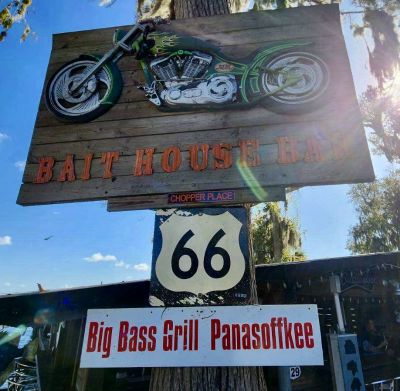 BAIT HOUSE BAR
CHOPPER PLACE
66
Big Bass Grill Panasoffkee
29